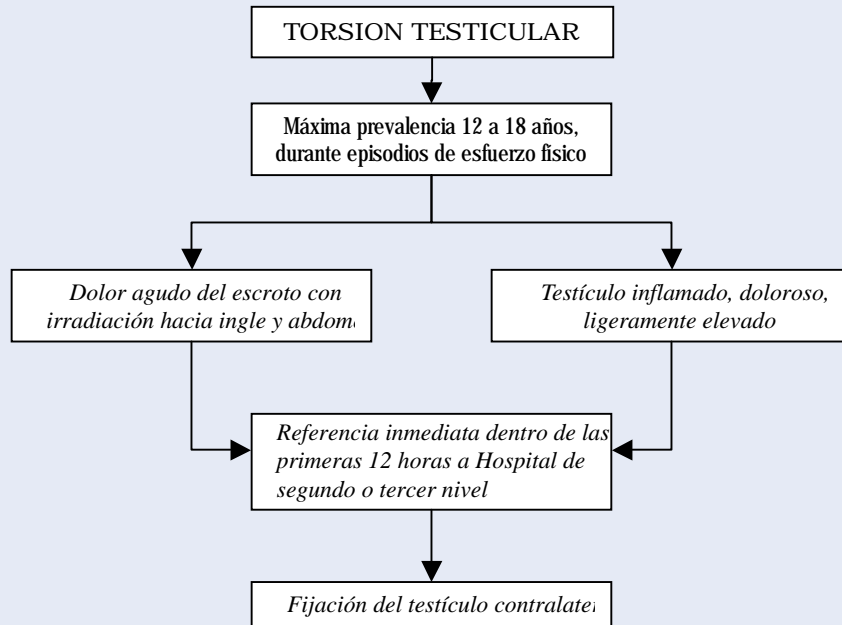 TORSION TESTICULAR
Máxima prevalencia 12 a 18 años,
durante episodios de esfuerzo físico
Dolor agudo del escroto con
irradiación hacia ingle y
Testículo inflamado, doloroso,
ligeramente elevado
Referencia inmediata dentro de las
primeras 12 horas a Hospital de
segundo o tercer nivel
Fijación del testículo